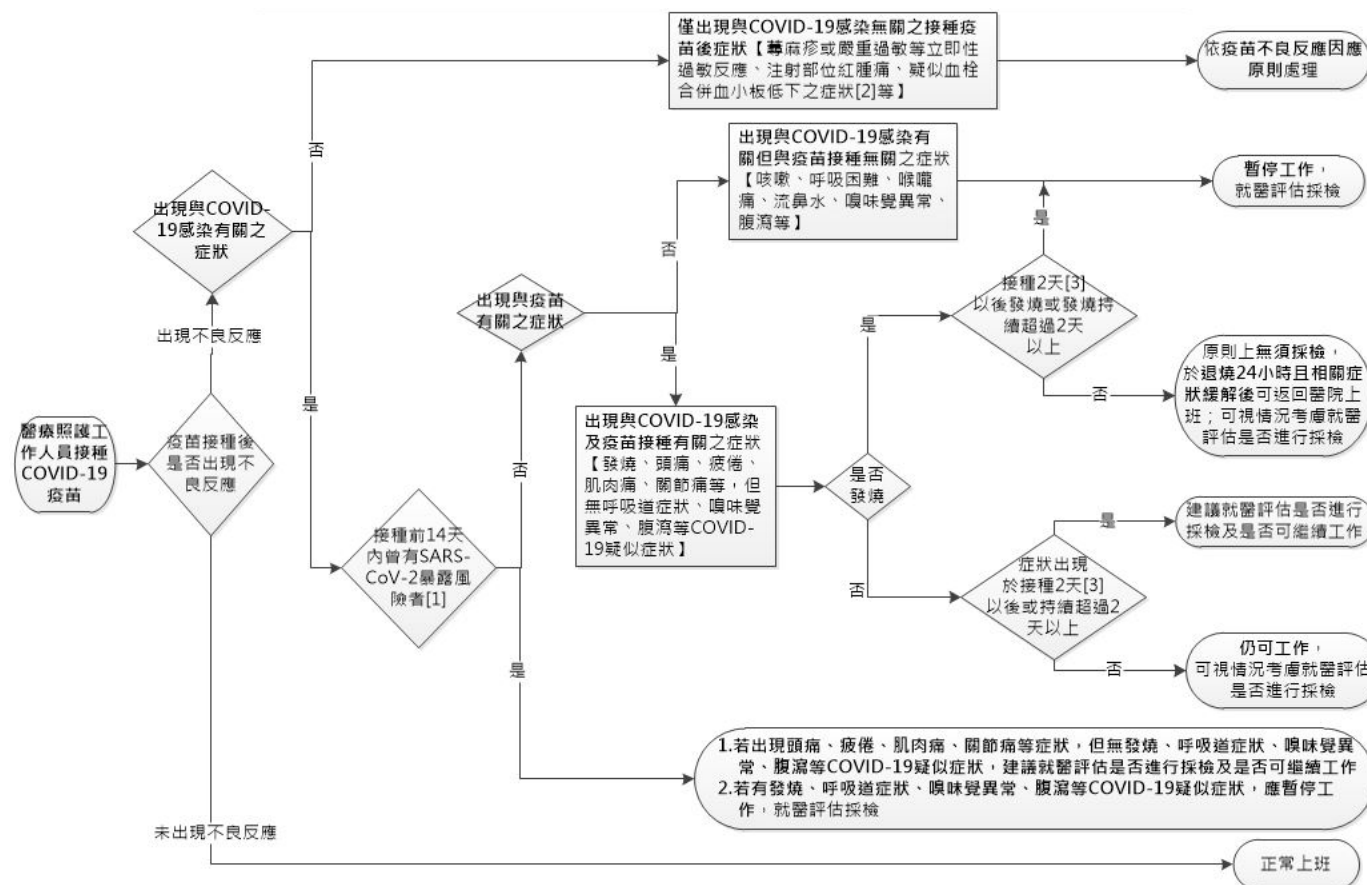 僅出現與COVID-19感染無關之接種疫
苗後症狀【蕁麻疹或嚴重過敏等立即性
過敏反應、注射部位紅腫痛、疑似血栓
合併血小板低下之症狀[2]等】
依疫苗不良反應因應
原則處理
否
出現與COVID-19感染有
關但與疫苗接種無關之症狀
【咳嗽、呼吸困難、喉嚨
痛、流鼻水、嗅味覺異常、
腹瀉等】
暫停工作，
就醫評估採檢
出現與COVID-
19感染有關之
症狀
否
是
出現與疫苗
有關之症狀
接種2天[3]
以後發燒或發燒持
續超過2天
以上
出現不良反應
是
是
原則上無須採檢，
於退燒24小時且相關症
狀緩解後可返回醫院上
班；可視情況考慮就醫
評估是否進行採檢
否
是
醫療照護工
作人員接種
COVID-19
疫苗
疫苗接種後
是否出現不
良反應
出現與COVID-19感染
及疫苗接種有關之症狀
【發燒、頭痛、疲倦、
肌肉痛、關節痛等，但
無呼吸道症狀、嗅味覺
異常、腹瀉等COVID-
19疑似症狀】
否
是否
發燒
建議就醫評估是否進行
採檢及是否可繼續工作
是
接種前14天
內曾有SARS-
CoV-2暴露風
險者[1]
否
症狀出現
於接種2天[3]
以後或持續超過2
天以上
仍可工作，
可視情況考慮就醫評估
是否進行採檢
否
是
1.若出現頭痛、疲倦、肌肉痛、關節痛等症狀，但無發燒、呼吸道症狀、嗅味覺異
常、腹瀉等COVID-19疑似症狀，建議就醫評估是否進行採檢及是否可繼續工作
2.若有發燒、呼吸道症狀、嗅味覺異常、腹瀉等COVID-19疑似症狀，應暫停工
作，就醫評估採檢
未出現不良反應
正常上班